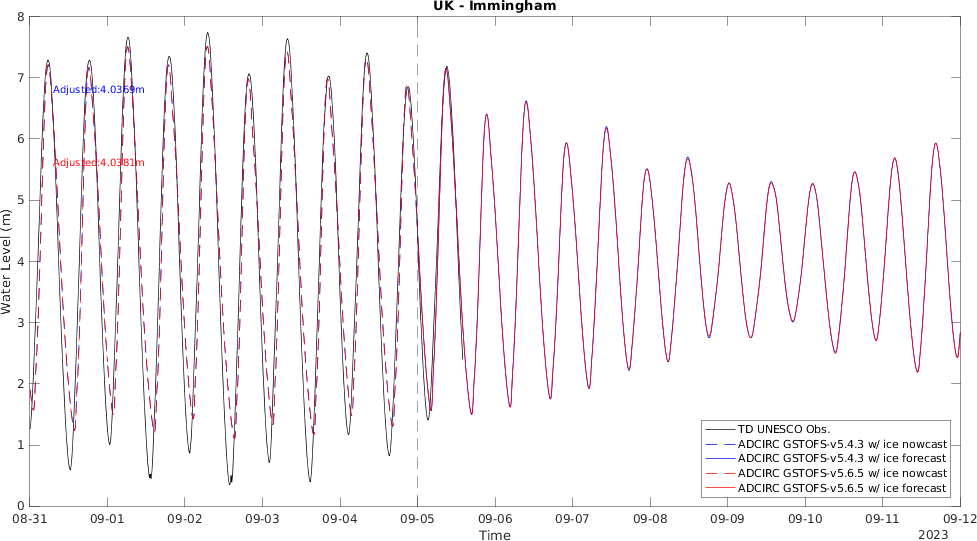 UK - Immingham
8
7
6
5
4
3
2
1
0
Water Level (m)
Adjusted:4.0369m
Adjusted:4.0381m
TD UNESCO Obs.
ADCIRC GSTOFS-v5.4.3 w/ ice nowcast
ADCIRC GSTOFS-v5.4.3 w/ ice forecast
ADCIRC GSTOFS-v5.6.5 w/ ice nowcast
ADCIRC GSTOFS-v5.6.5 w/ ice forecast
08-31 09-01 09-02 09-03 09-04 09-05 09-06 09-07 09-08 09-09 09-10 09-11 09-12
Time
2023